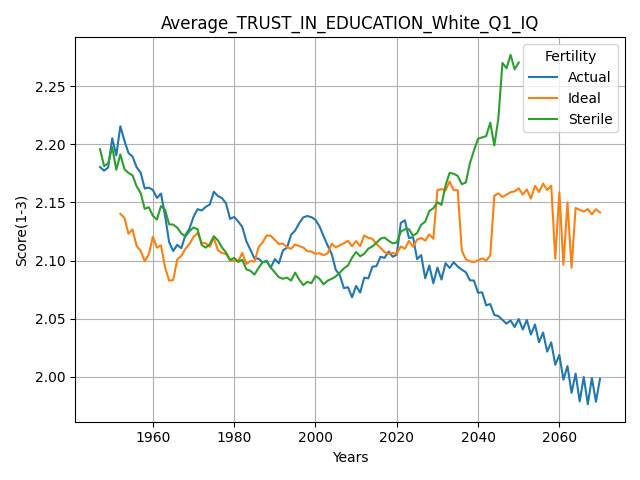 Average_TRUST_IN_EDUCATION_White_Q1_IQ
Fertility
Actual
Ideal
Sterile
Score(1-3)
2.25
2.20
2.15
2.10
2.05
2.00
1960 1980 2000 2020 2040 2060
Years